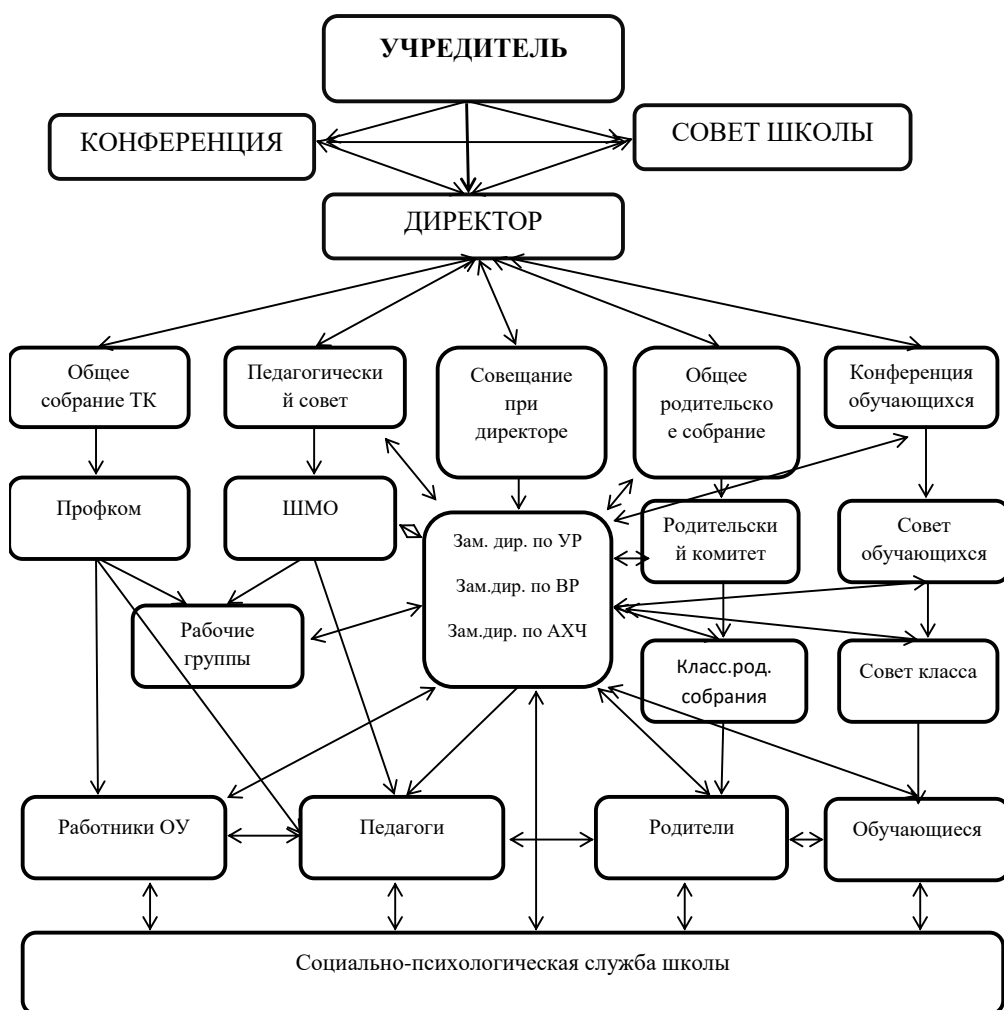 УЧРЕДИТЕЛЬ
КОНФЕРЕНЦИЯ
СОВЕТ ШКОЛЫ
ДИРЕКТОР
Общее
собрание ТК
Педагогически
й совет
Совещание
при
директоре
Общее
родительско
е собрание
Конференция
обучающихся
Профком
ШМО
Зам. дир. по УР
Зам.дир. по ВР
Зам.дир. по АХЧ
Родительски
й комитет
Совет
обучающихся
Рабочие
группы
Класс.род.
собрания
Совет класса
Работники ОУ
Педагоги
Родители
Обучающиеся
Социально-психологическая служба школы